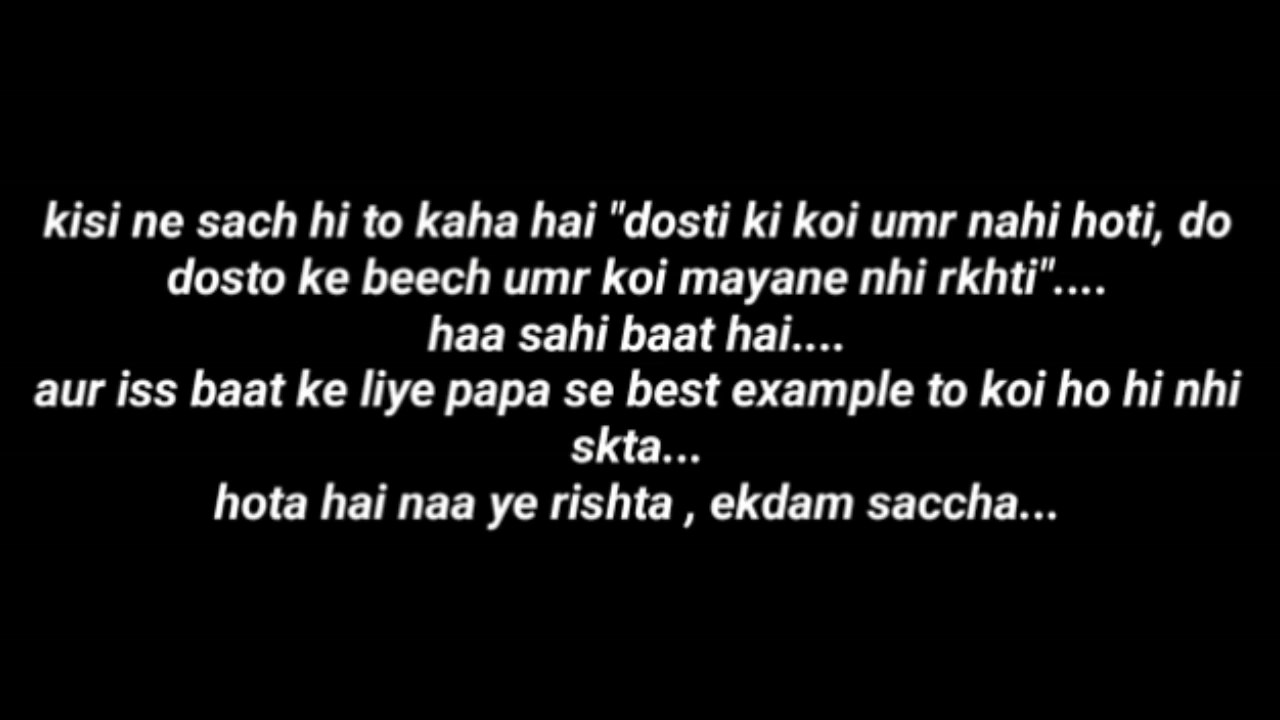 kisi ne sach hi to kaha hai "dosti ki koi umr nahi hoti, do
dosto ke beech umr koi mayane nhi rkhti"....
haa sahi baat hai....
aur iss baat ke liye papa se best example to koi ho hi nhi
skta...
hota hai naa ye rishta , ekdam saccha...